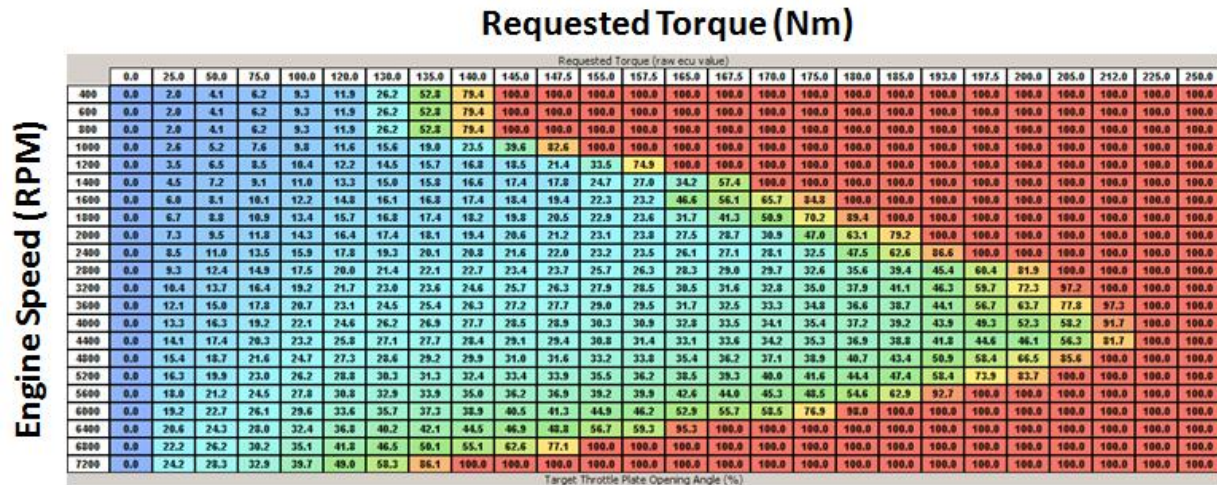 Requested Torque (Nm)
Requested Torque (raw ecu value)
0.0 25.0 50.0 75.0 100.0 120.0 130.0 135.0 140.0 145.0 147.5 155.0 157.5 165.0 167.5 170.0 175.0 180.0 185.0 193.0 197.5 200.0 205.0 212.0 225.0 250.0
Engine Speed (RPM)
400 0.0 2.0 4.1 6.2 9.3 11.9 26.2 52.8 79.4 100.0 100.0 100.0 100.0 100.0 100.0 100.0 100.0 100.0 100.0 100.0 100.0 100.0 100.0 100.0 100.0 100.0
600 0.0 2.0 4.1 6.2 9.3 11.9 26.2 52.8 79.4 100.0 100.0 100.0 100.0 100.0 100.0 100.0 100.0 100.0 100.0 100.0 100.0 100.0 100.0 100.0 100.0 100.0
800 0.0 2.0 4.1 6.2 9.3 11.9 26.2 52.8 79.4 100.0 100.0 100.0 100.0 100.0 100.0 100.0 100.0 100.0 100.0 100.0 100.0 100.0 100.0 100.0 100.0 100.0
1000 0.0 2.6 5.2 7.6 9.8 11.6 15.6 19.0 23.5 39.6 82.6 100.0 100.0 100.0 100.0 100.0 100.0 100.0 100.0 100.0 100.0 100.0 100.0 100.0 100.0 100.0
1200 0.0 3.5 6.5 8.5 10.4 12.2 14.5 15.7 16.8 18.5 21.4 33.5 74.9 100.0 100.0 100.0 100.0 100.0 100.0 100.0 100.0 100.0 100.0 100.0 100.0 100.0
1400 0.0 4.5 7.2 9.1 11.0 13.3 15.0 15.8 16.6 17.4 17.8 24.7 27.0 34.2 57.4 100.0 100.0 100.0 100.0 100.0 100.0 100.0 100.0 100.0 100.0 100.0
1600 0.0 6.0 8.1 10.1 12.2 14.8 16.1 16.8 17.4 18.4 19.4 22.3 23.2 46.6 56.1 65.7 84.8 100.0 100.0 100.0 100.0 100.0 100.0 100.0 100.0 100.0
1800 0.0 6.7 8.8 10.9 13.4 15.7 16.8 17.4 18.2 19.8 20.5 22.9 23.6 31.7 41.3 50.9 70.2 89.4 100.0 100.0 100.0 100.0 100.0 100.0 100.0 100.0
2000 0.0 7.3 9.5 11.8 14.3 16.4 17.4 18.1 19.4 20.6 21.2 23.1 23.8 27.5 28.7 30.9 47.0 63.1 79.2 100.0 100.0 100.0 100.0 100.0 100.0 100.0
2400 0.0 8.5 11.0 13.5 15.9 17.8 19.3 20.1 20.8 21.6 22.0 23.2 23.5 26.1 27.1 28.1 32.5 47.5 62.6 86.6 100.0 100.0 100.0 100.0 100.0 100.0
2800 0.0 9.3 12.4 14.9 17.5 20.0 21.4 22.1 22.7 23.4 23.7 25.7 26.3 28.3 29.0 29.7 32.6 35.6 39.4 45.4 60.4 81.9 100.0 100.0 100.0 100.0
3200 0.0 10.4 13.7 16.4 19.2 21.7 23.0 23.6 24.6 25.7 26.3 27.9 28.5 30.5 31.6 32.8 35.0 37.9 41.1 46.3 59.7 72.3 97.2 100.0 100.0 100.0
3600 0.0 12.1 15.0 17.8 20.7 23.1 24.5 25.4 26.3 27.2 27.7 29.0 29.5 31.7 32.5 33.3 34.8 36.6 38.7 44.1 56.7 63.7 77.8 97.3 100.0 100.0
4000 0.0 13.3 16.3 19.2 22.1 24.6 26.2 26.9 27.7 28.5 28.9 30.3 30.9 32.8 33.5 34.1 35.4 37.2 39.2 43.9 49.3 52.3 58.2 91.7 100.0 100.0
4400 0.0 14.1 17.4 20.3 23.2 25.8 27.1 27.7 28.4 29.1 29.4 30.8 31.4 33.1 33.6 34.2 35.3 36.9 38.8 41.8 44.6 46.1 56.3 81.7 100.0 100.0
4800 0.0 15.4 18.7 21.6 24.7 27.3 28.6 29.2 29.9 31.0 31.6 33.2 33.8 35.4 36.2 37.1 38.9 40.7 43.4 50.9 58.4 66.5 85.6 100.0 100.0 100.0
5200 0.0 16.3 19.9 23.0 26.2 28.8 30.3 31.3 32.4 33.4 33.9 35.5 36.2 38.5 39.3 40.0 41.6 44.4 47.4 58.4 73.9 83.7 100.0 100.0 100.0 100.0
5600 0.0 18.0 21.2 24.5 27.8 30.8 32.9 33.9 35.0 36.2 36.9 39.2 39.9 42.6 44.0 45.3 48.5 54.6 62.9 92.7 100.0 100.0 100.0 100.0 100.0 100.0
6000 0.0 19.2 22.7 26.1 29.6 33.6 35.7 37.3 38.9 40.5 41.3 44.9 46.2 52.9 55.7 58.5 76.9 98.0 100.0 100.0 100.0 100.0 100.0 100.0 100.0 100.0
6400 0.0 20.6 24.3 28.0 32.4 36.8 40.2 42.1 44.5 46.9 48.8 56.7 59.3 95.3 100.0 100.0 100.0 100.0 100.0 100.0 100.0 100.0 100.0 100.0 100.0 100.0
6800 0.0 22.2 26.2 30.2 35.1 41.8 46.5 50.1 55.1 62.6 77.1 100.0 100.0 100.0 100.0 100.0 100.0 100.0 100.0 100.0 100.0 100.0 100.0 100.0 100.0 100.0
7200 0.0 24.2 28.3 32.9 39.7 49.0 58.3 86.1 100.0 100.0 100.0 100.0 100.0 100.0 100.0 100.0 100.0 100.0 100.0 100.0 100.0 100.0 100.0 100.0 100.0 100.0
Target Throttle Plate Opening Angle (%)